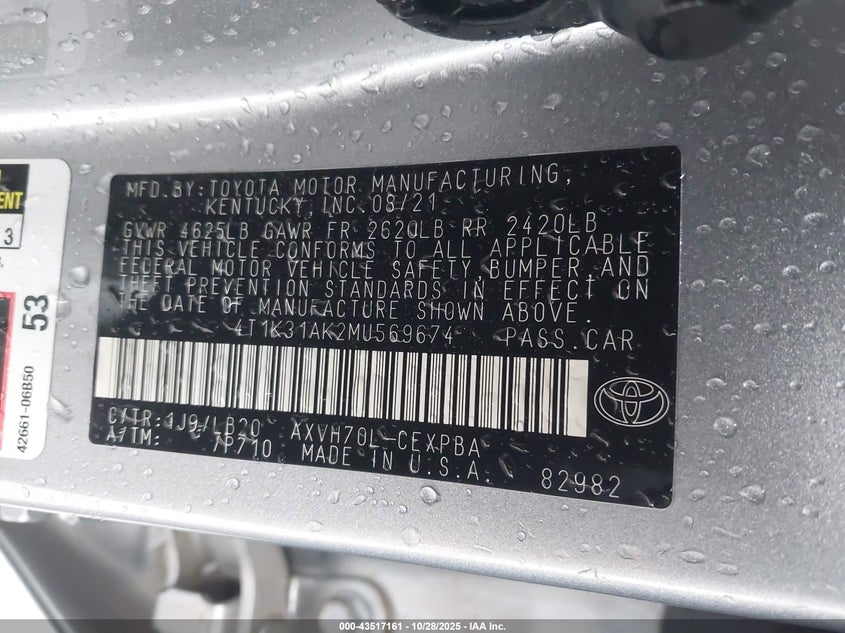 MFD.BY:TOYOTA MOTOR MANUFACTURING,
KENTUCKY, INC. 08/21
GVWR 4625LB GAWR FR 2620LB RR 2420LB
THIS VEHICLE CONFORMS TO ALL APPLICABLE
FEDERAL MOTOR VEHICLE SAFETY BUMPER AND
THEFT PREVENTION STANDARDS IN EFFECT ON
THE DATE OF MANUFACTURE SHOWN ABOVE.
4T1K31AK2MU569674 PASS.CAR
C/TR: 1J9/LB20 AXVH70L-CEXPBA
A/TM: 7P710 MADE IN U.S.A.
82982
3
53
42661-06B50
000-43517161 - 10/28/2025 - IAA Inc.